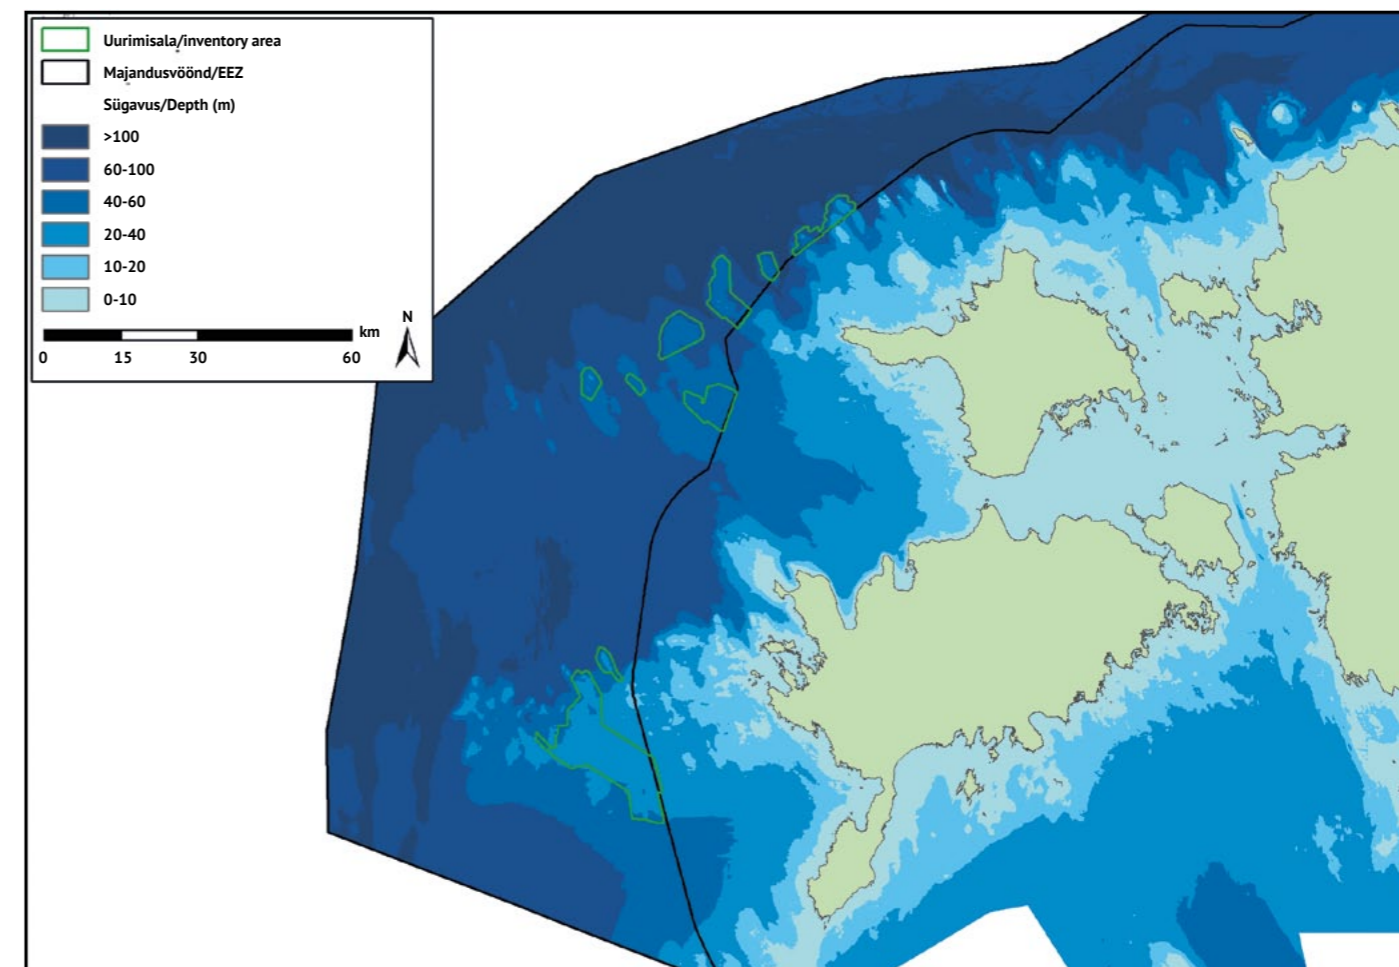 Uurimisala/inventory area
Majandusvöönd/EEZ
Sügavus/Depth (m)
>100
60-100
40-60
20-40
10-20
0-10
N
km
0 15 30 60